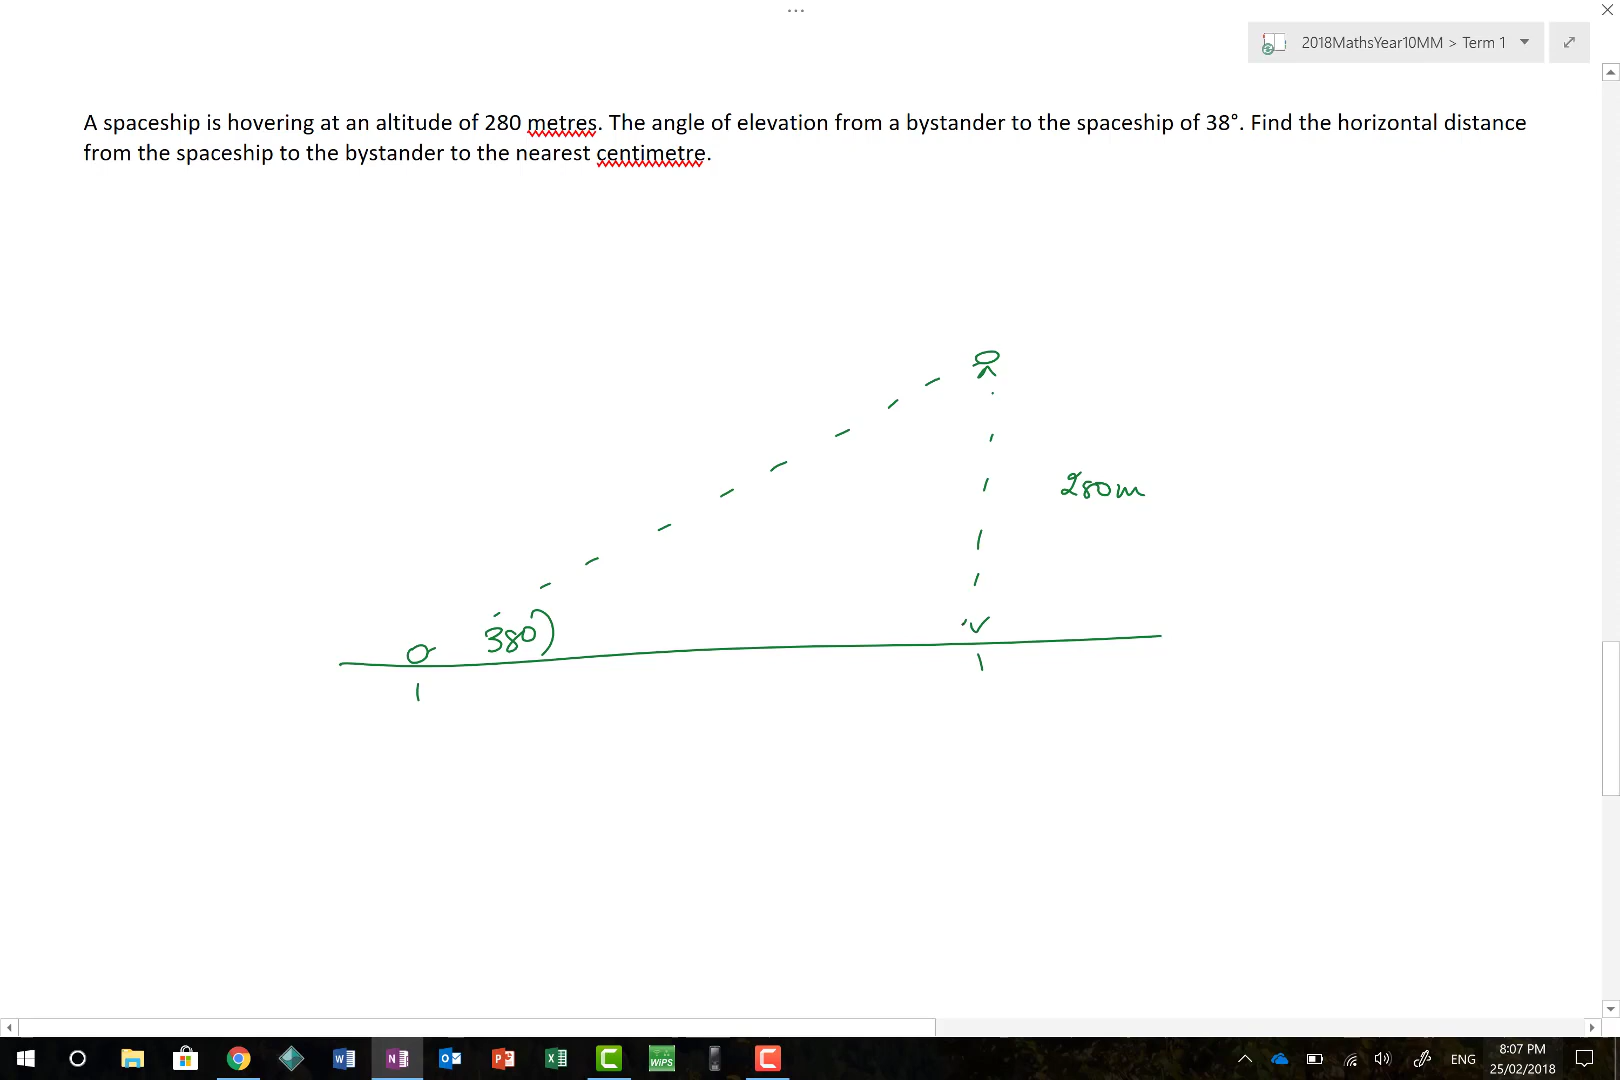 2018MathsYear10MM > Term 1
A spaceship is hovering at an altitude of 280 metres. The angle of elevation from a bystander to the spaceship of 38°. Find the horizontal distance
from the spaceship to the bystander to the nearest centimetre.
280m
38°
WiPS
ENG
8:07 PM
25/02/2018